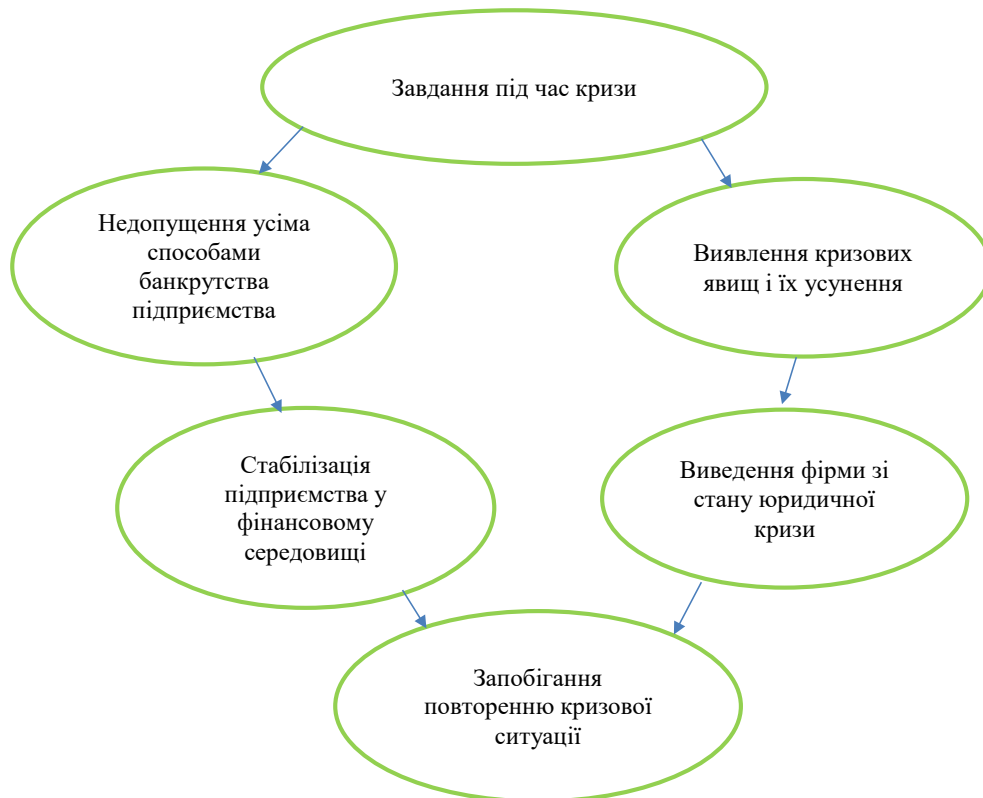 Завдання під час кризи
Недопущення усіма
способами
банкрутства
підприємства
Виявлення кризових
явищ і їх усунення
Стабілізація
підприємства у
фінансовому
середовищі
Виведення фірми зі
стану юридичної
кризи
Запобігання
повторенню кризової
ситуації